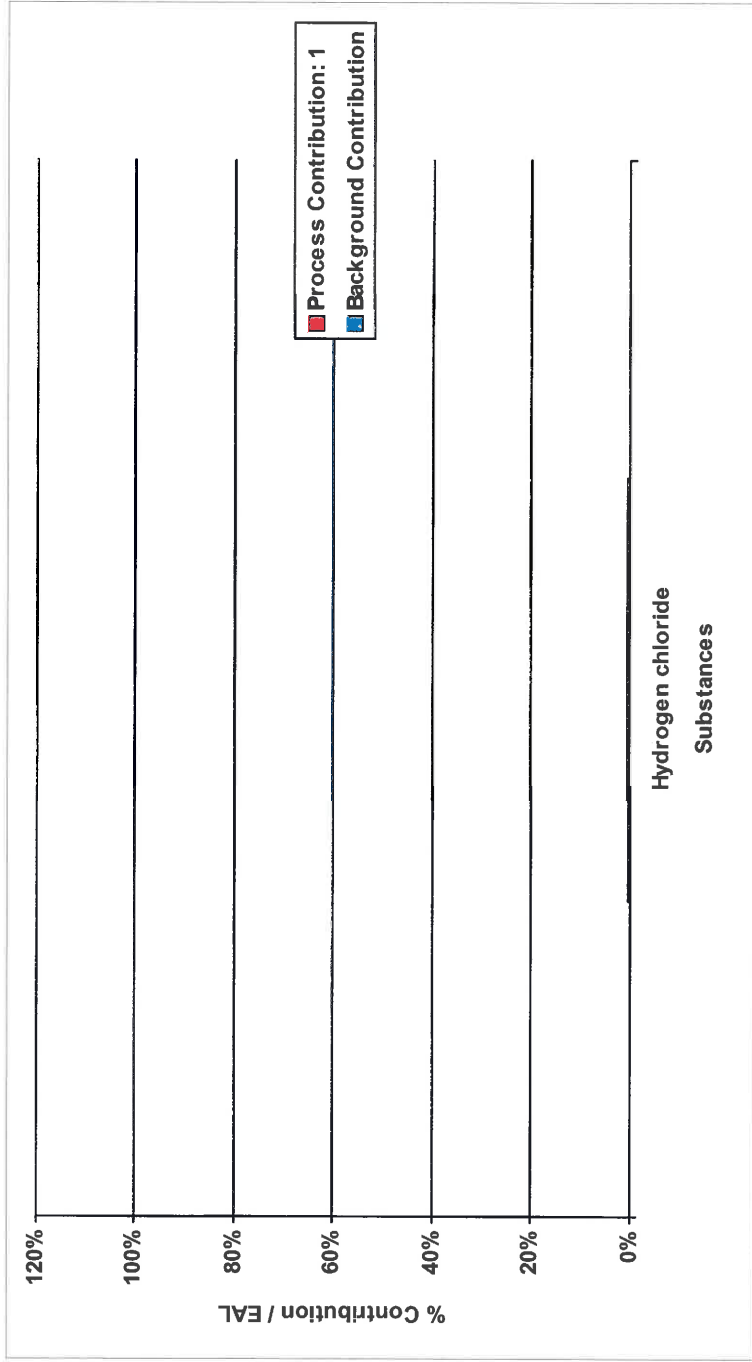 Process Contribution: 1
Background Contribution
120%
100%
80%
60%
40%
20%
0%
% Contribution / EAL
Hydrogen chloride
Substances